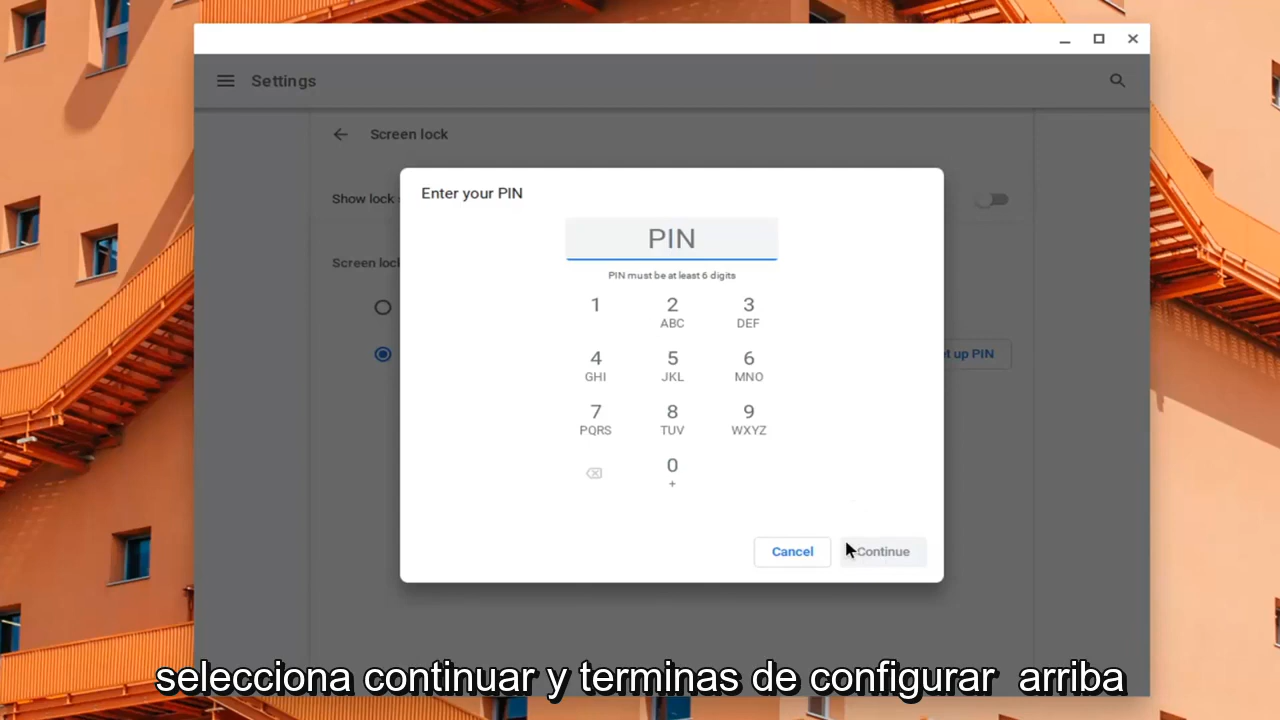 Settings
Screen lock
Show lock
Enter your PIN
PIN
PIN must be at least 6 digits
Screen lock
1 2 3
ABC DEF
4 5 6
GHI JKL MNO
up PIN
7 8 9
PQRS TUV WXYZ
0
+
Cancel Continue
selecciona continuar y terminas de configurar arriba